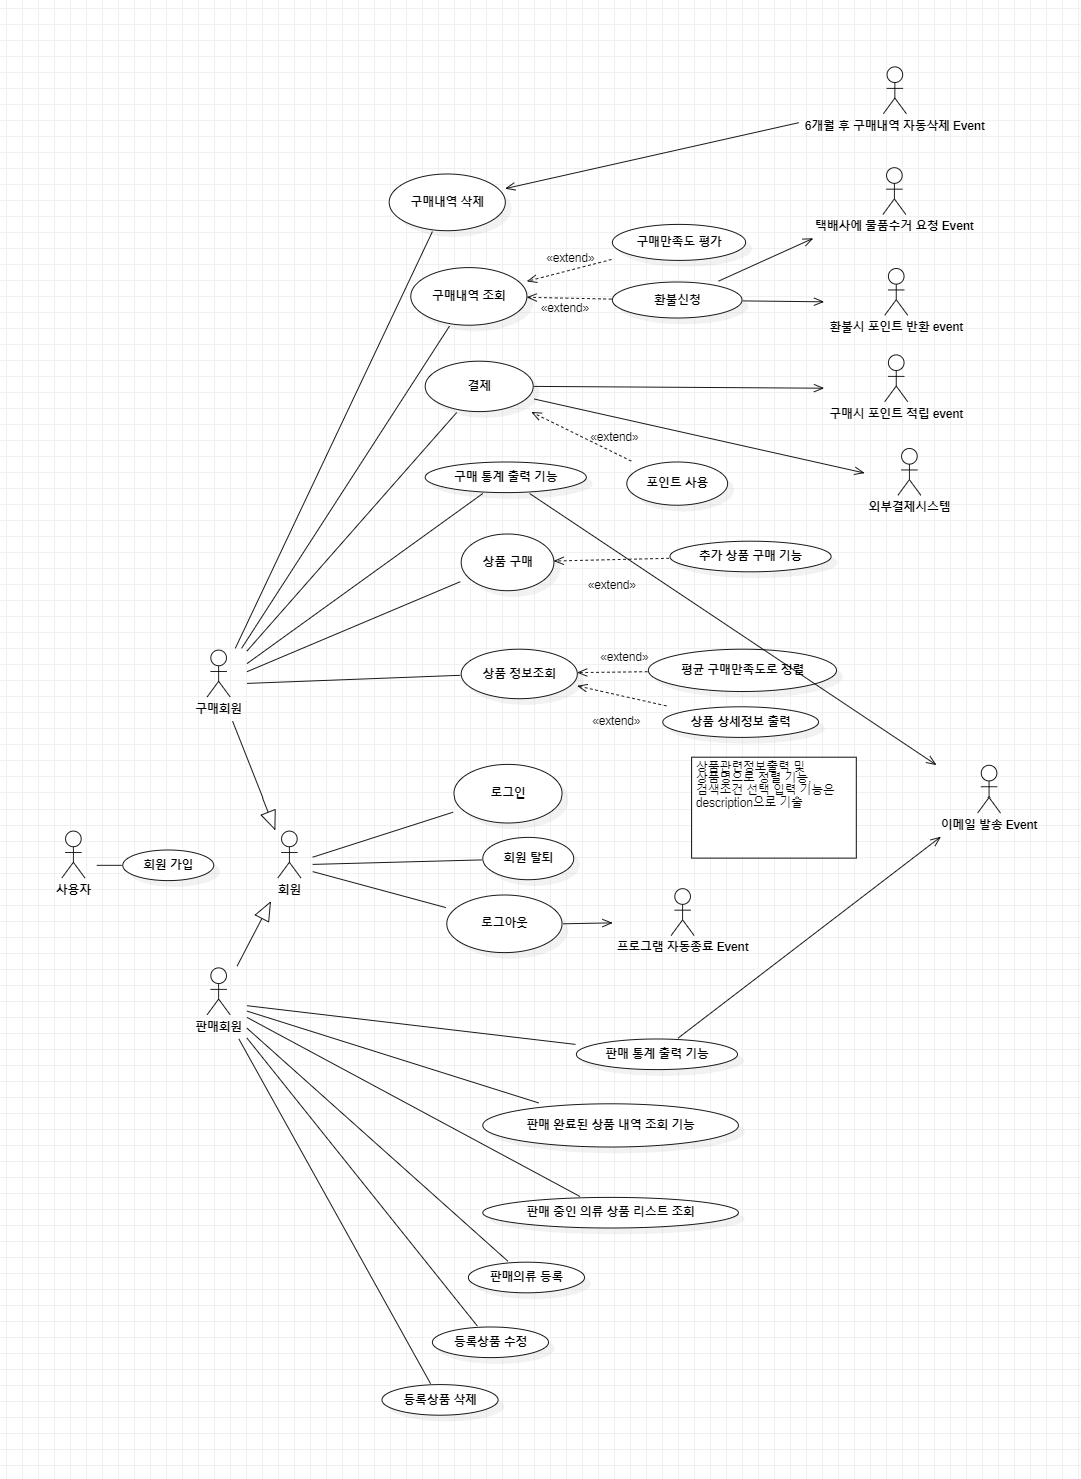 6개월 후 구매내역 자동삭제 Event
구매내역 삭제
택배사에 물품수거 요청 Event
구매만족도 평가
«extend»
구매내역 조회
환불신청
«extend»
환불시 포인트 반환 event
결제
구매시 포인트 적립 event
«extend»
구매 통계 출력 기능
포인트 사용
외부결제시스템
상품 구매
추가 상품 구매 기능
«extend»
«extend»
상품 정보조회
평균 구매만족도로 정렬
구매회원
«extend»
상품 상세정보 출력
상품관련정보출력 및
상품명으로 정렬 기능,
검색조건 선택 입력 기능은
description으로 기술
로그인
이메일 발송 Event
회원 가입
회원 탈퇴
사용자
회원
로그아웃
프로그램 자동종료 Event
판매회원
판매 통계 출력 기능
판매 완료된 상품 내역 조회 기능
판매 중인 의류 상품 리스트 조회
판매의류 등록
등록상품 수정
등록상품 삭제